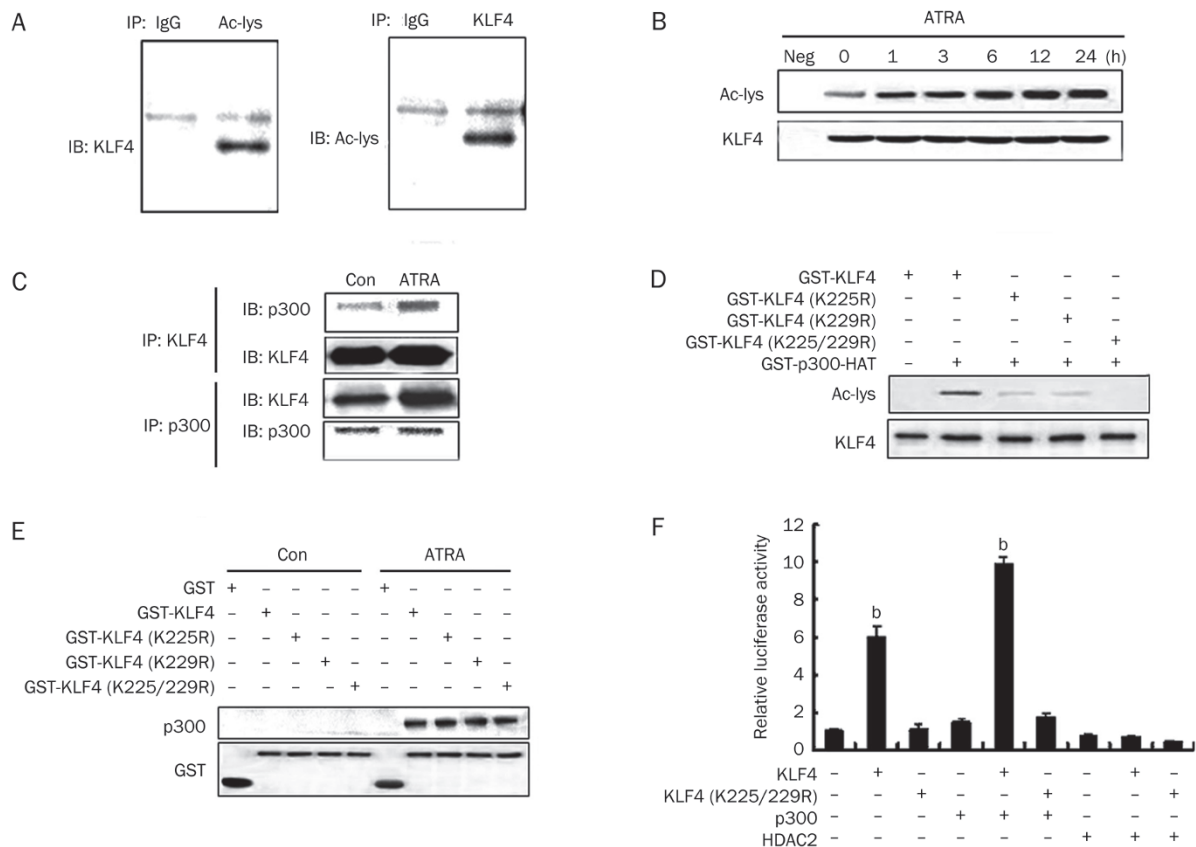 A
IP: IgG Ac-lys
IB: KLF4
IP: IgG KLF4
IB: Ac-lys
B
ATRA
Neg 0 1 3 6 12 24 (h)
Ac-lys
KLF4
C
Con ATRA
IP: KLF4
IB: p300
IB: KLF4
IP: p300
IB: KLF4
IB: p300
D
GST-KLF4 + + – – –
GST-KLF4 (K225R) – – + – –
GST-KLF4 (K229R) – – – + –
GST-KLF4 (K225/229R) – – – – +
GST-p300-HAT – + + + +
Ac-lys
KLF4
E
Con ATRA
GST + – – – – + – – – –
GST-KLF4 – + – – – – + – – –
GST-KLF4 (K225R) – – + – – – – + – –
GST-KLF4 (K229R) – – – + – – – – + –
GST-KLF4 (K225/229R) – – – – + – – – – +
p300
GST
F
Relative luciferase activity
12
10
8
6
4
2
0
b
b
KLF4 – + – – + – – + –
KLF4 (K225/229R) – – + – – + – – +
p300 – – – + + + – – –
HDAC2 – – – – – – + + +